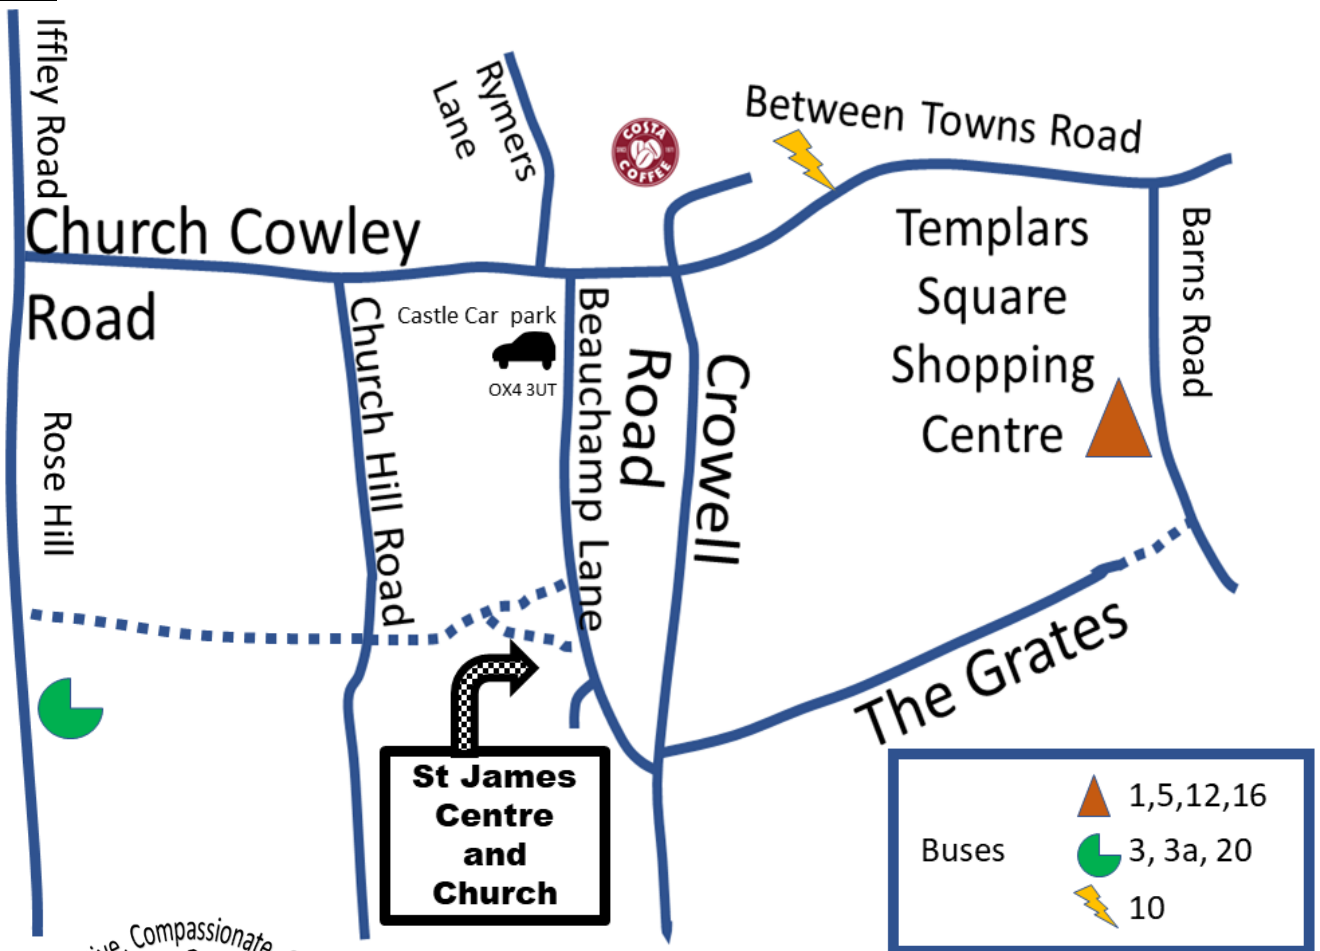 Iffley Road
Rymers
Lane
COSTA
COFFEE
Between Towns Road
Church Cowley
Road
Templars
Square
Shopping
Centre
Barns Road
Castle Car park
OX4 3UT
Church Hill Road
Beauchamp Lane
Crowell
Road
Rose Hill
The Grates
St James
Centre
and
Church
Buses
1,5,12,16
3, 3a, 20
10
Compassionate